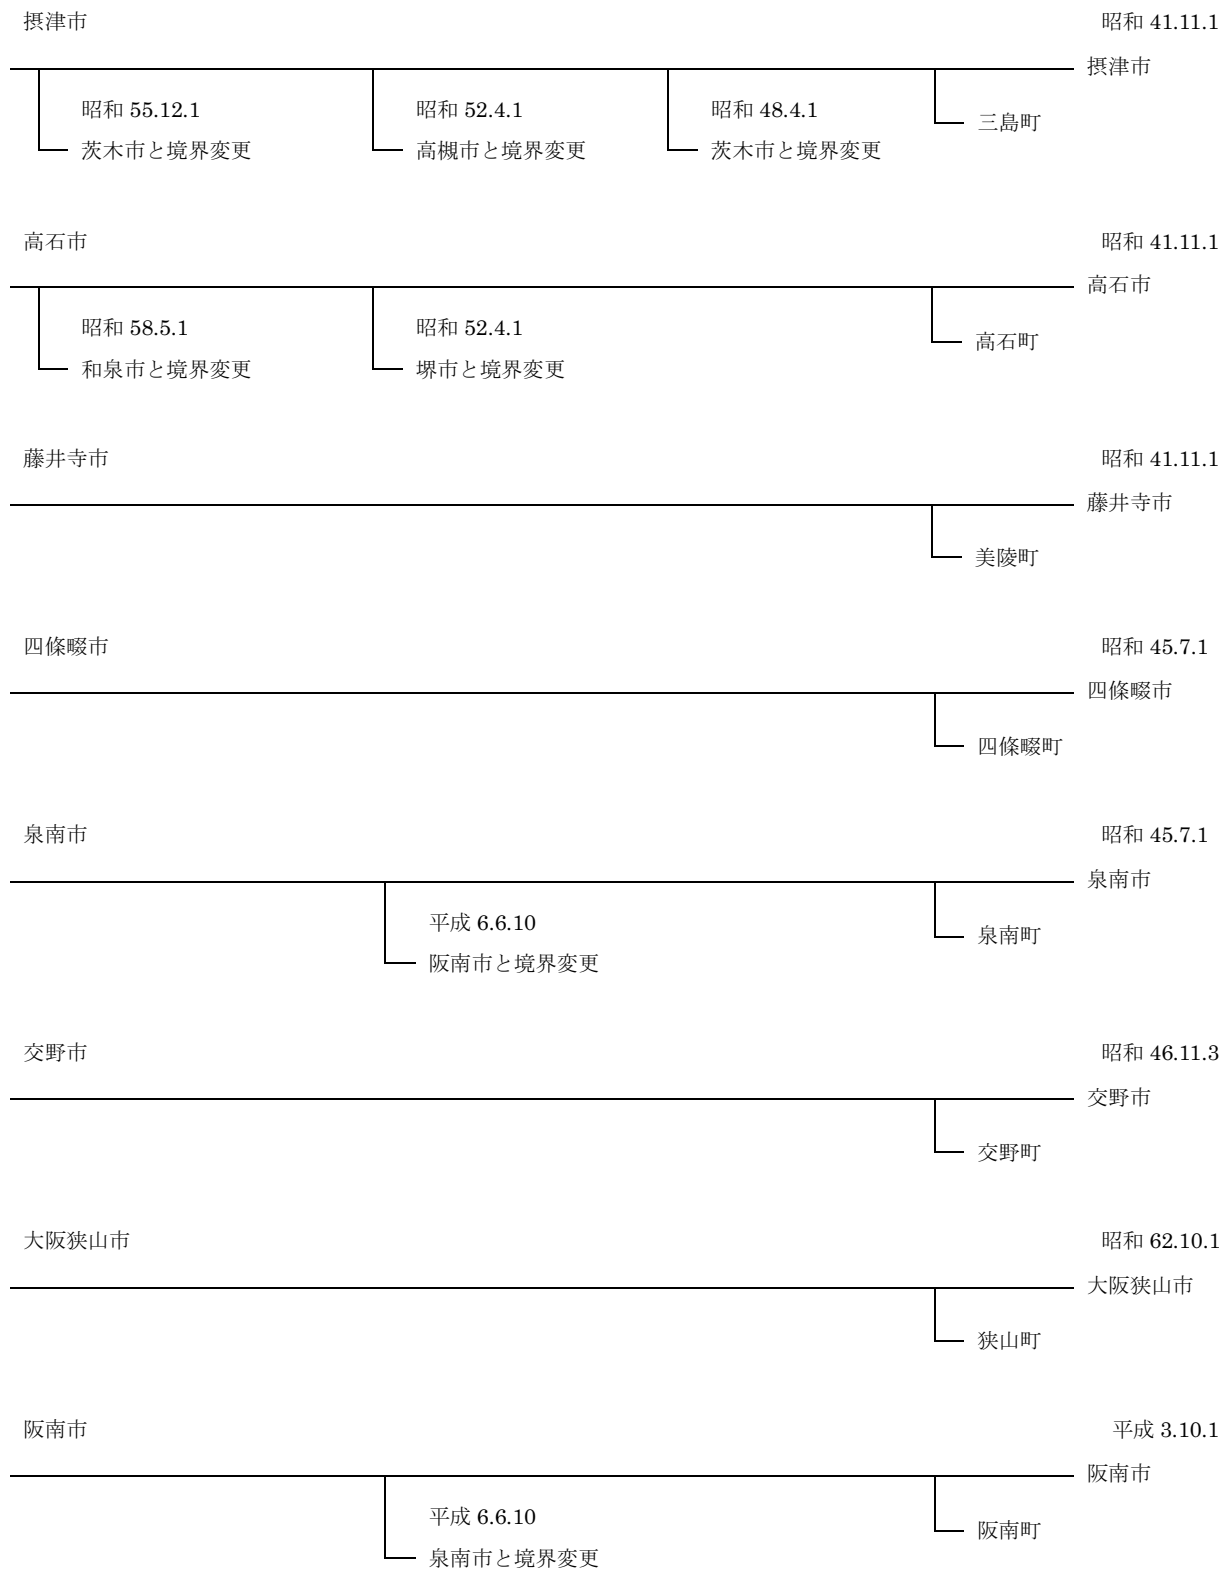 摂津市
昭和 41.11.1
摂津市
三島町
昭和 55.12.1
茨木市と境界変更
昭和 52.4.1
高槻市と境界変更
昭和 48.4.1
茨木市と境界変更
高石市
昭和 41.11.1
高石市
高石町
昭和 58.5.1
和泉市と境界変更
昭和 52.4.1
堺市と境界変更
藤井寺市
昭和 41.11.1
藤井寺市
美陵町
四條畷市
昭和 45.7.1
四條畷市
四條畷町
泉南市
昭和 45.7.1
泉南市
泉南町
平成 6.6.10
阪南市と境界変更
交野市
昭和 46.11.3
交野市
交野町
大阪狭山市
昭和 62.10.1
大阪狭山市
狭山町
阪南市
平成 3.10.1
阪南市
阪南町
平成 6.6.10
泉南市と境界変更